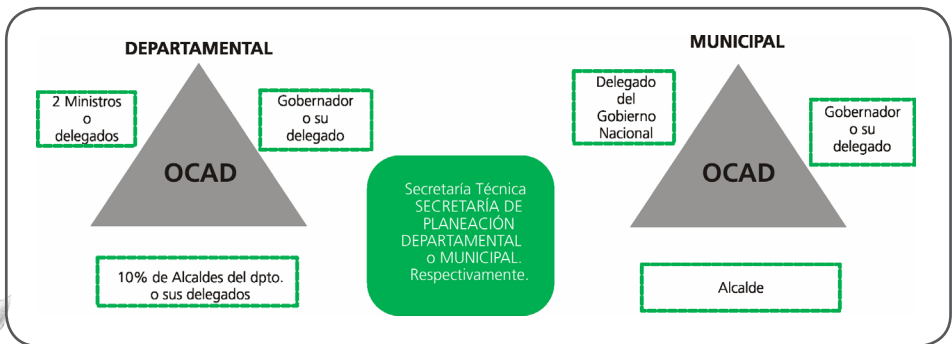 DEPARTAMENTAL
2 Ministros
o
delegados
Gobernador
o su
delegado
OCAD
10% de Alcaldes del dpto.
o sus delegados
Secretaría Técnica
SECRETARÍA DE
PLANEACIÓN
DEPARTAMENTAL
o MUNICIPAL.
Respectivamente.
MUNICIPAL
Delegado
del
Gobierno
Nacional
Gobernador
o su
delegado
OCAD
Alcalde